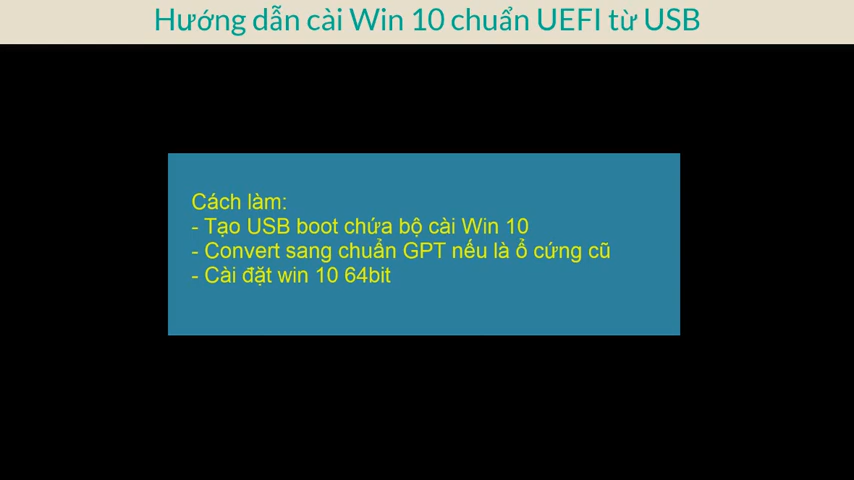 Hướng dẫn cài Win 10 chuẩn UEFI từ USB
Cách làm:
- Tạo USB boot chứa bộ cài Win 10
- Convert sang chuẩn GPT nếu là ổ cứng cũ
- Cài đặt win 10 64bit